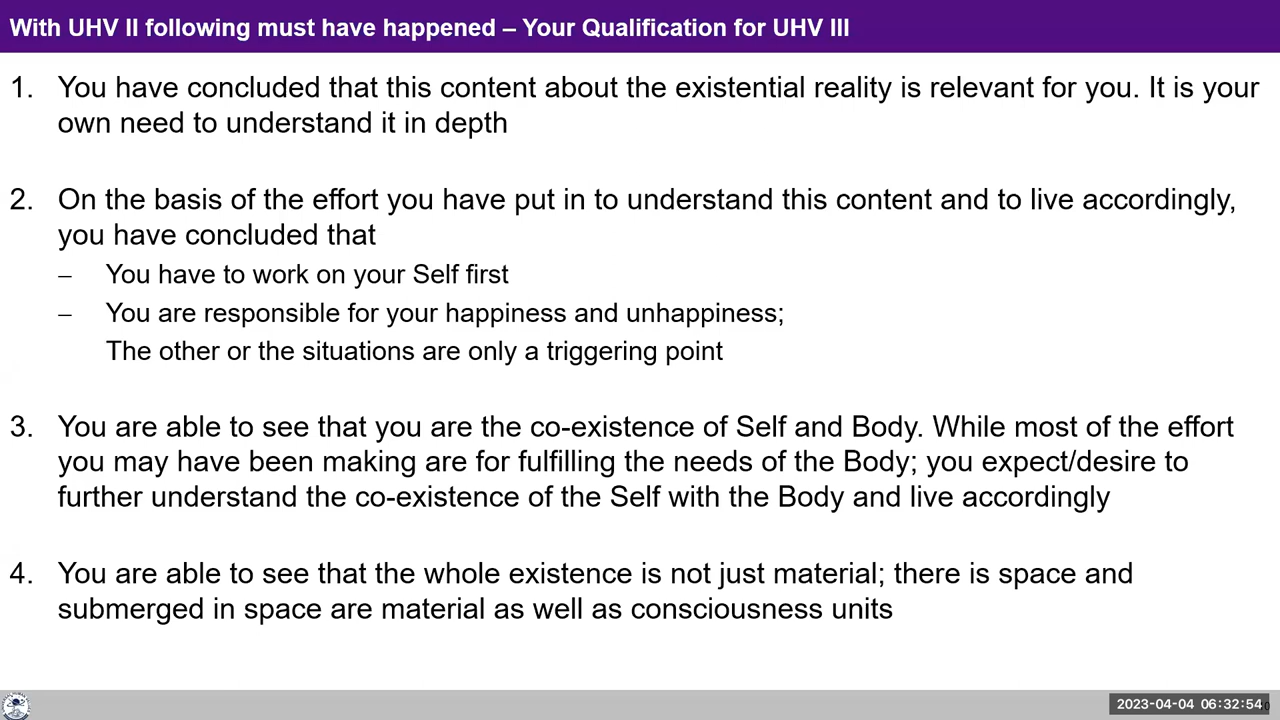 With UHV II following must have happened – Your Qualification for UHV III
1. You have concluded that this content about the existential reality is relevant for you. It is your
own need to understand it in depth
2. On the basis of the effort you have put in to understand this content and to live accordingly,
you have concluded that
– You have to work on your Self first
– You are responsible for your happiness and unhappiness;
The other or the situations are only a triggering point
3. You are able to see that you are the co-existence of Self and Body. While most of the effort
you may have been making are for fulfilling the needs of the Body; you expect/desire to
further understand the co-existence of the Self with the Body and live accordingly
4. You are able to see that the whole existence is not just material; there is space and
submerged in space are material as well as consciousness units
2023-04-04 06:32:54